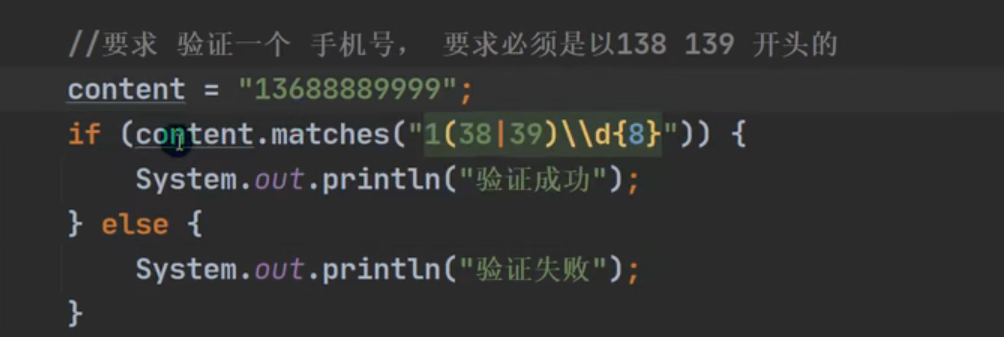 //要求 验证一个 手机号， 要求必须是以138 139 开头的
content = "13688889999";
if (content.matches("1(38|39)\\d{8}")) {
System.out.println("验证成功");
} else {
System.out.println("验证失败");
}